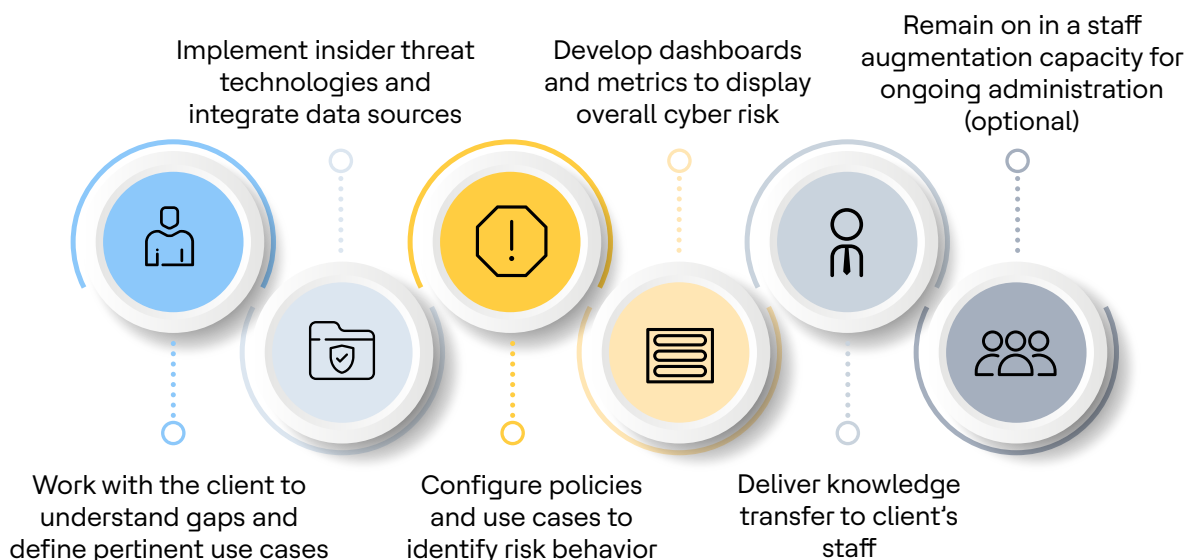 Work with the client to
understand gaps and
define pertinent use cases
Implement insider threat
technologies and
integrate data sources
Configure policies
and use cases to
identify risk behavior
Develop dashboards
and metrics to display
overall cyber risk
Deliver knowledge
transfer to client's
staff
Remain on in a staff
augmentation capacity for
ongoing administration
(optional)